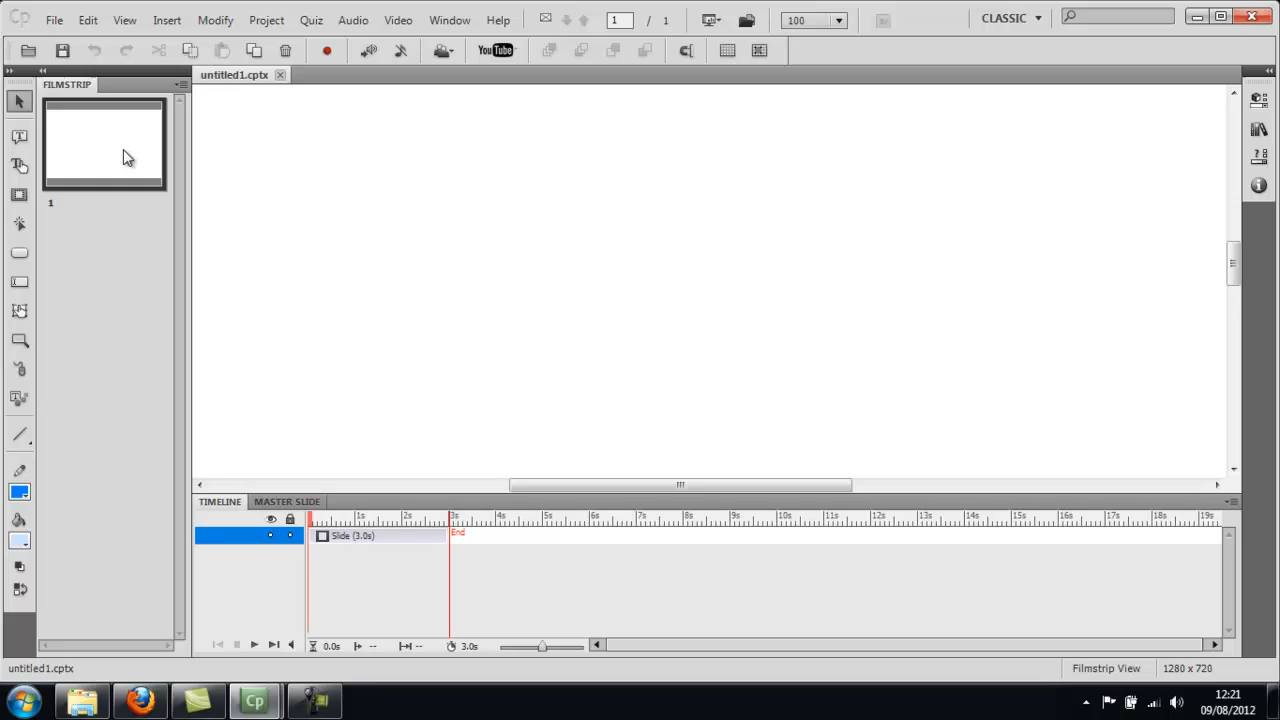 Cp File Edit View Insert Modify Project Quiz Audio Video Window Help 1 / 1 100 Br CLASSIC
YouTube
FILMSTRIP
untitled1.cptx
1
TIMELINE MASTER SLIDE
1s 2s 3s 4s 5s 6s 7s 8s 9s 10s 11s 12s 13s 14s 15s 16s 17s 18s 19s
Slide (3.0s) End
0.0s -- -- 3.0s
untitled1.cptx Filmstrip View 1280 x 720
Cp 12:21
09/08/2012